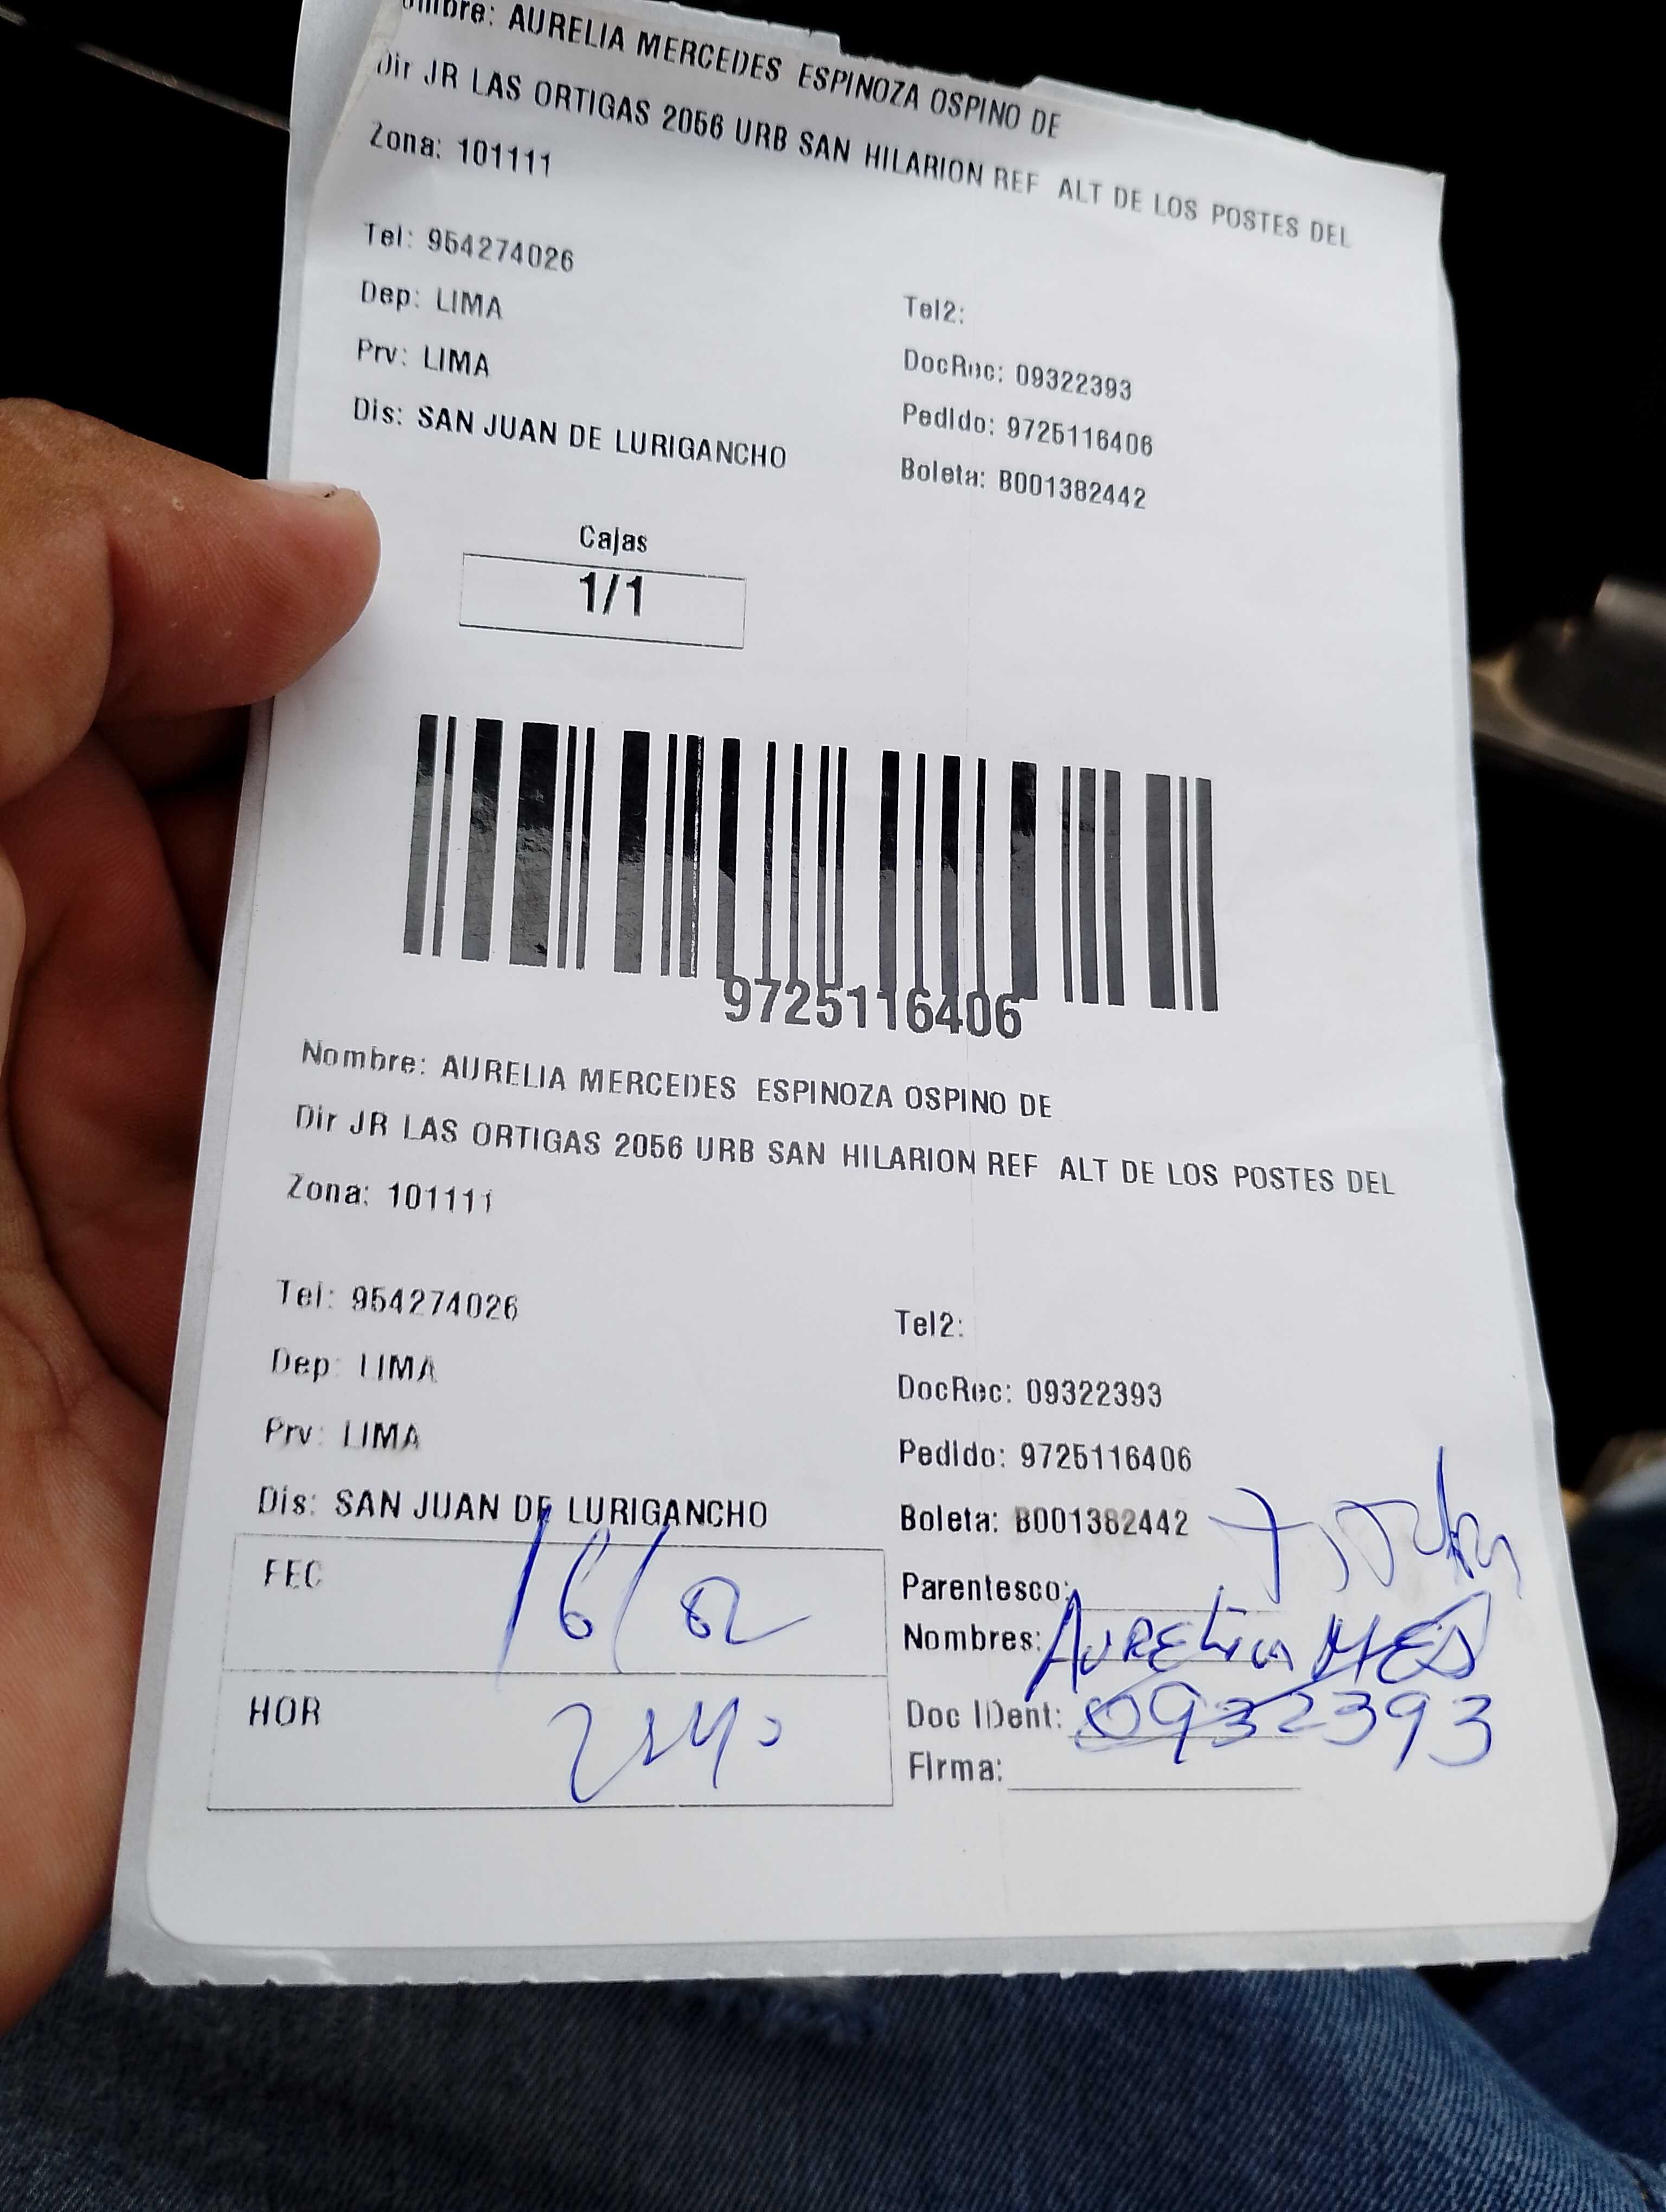 mbre: AURELIA MERCEDES ESPINOZA OSPINO DE
Dir JR LAS ORTIGAS 2056 URB SAN HILARION REF ALT DE LOS POSTES DEL
Zona: 101111
Tel: 954274026
Tel2:
Dep: LIMA
DocRec: 09322393
Prv: LIMA
Pedido: 9725116406
Dis: SAN JUAN DE LURIGANCHO
Boleta: B001382442
Cajas
1/1
9725116406
Nombre: AURELIA MERCEDES ESPINOZA OSPINO DE
Dir JR LAS ORTIGAS 2056 URB SAN HILARION REF ALT DE LOS POSTES DEL
Zona: 101111
Tel: 954274026
Tel2:
Dep: LIMA
DocRec: 09322393
Prv: LIMA
Pedido: 9725116406
Dis: SAN JUAN DE LURIGANCHO
Boleta: B001382442
FEC 16/02
Parentesco:
Nombres: AURELia MES
HOR
Doc IDent: 0932393
Firma: